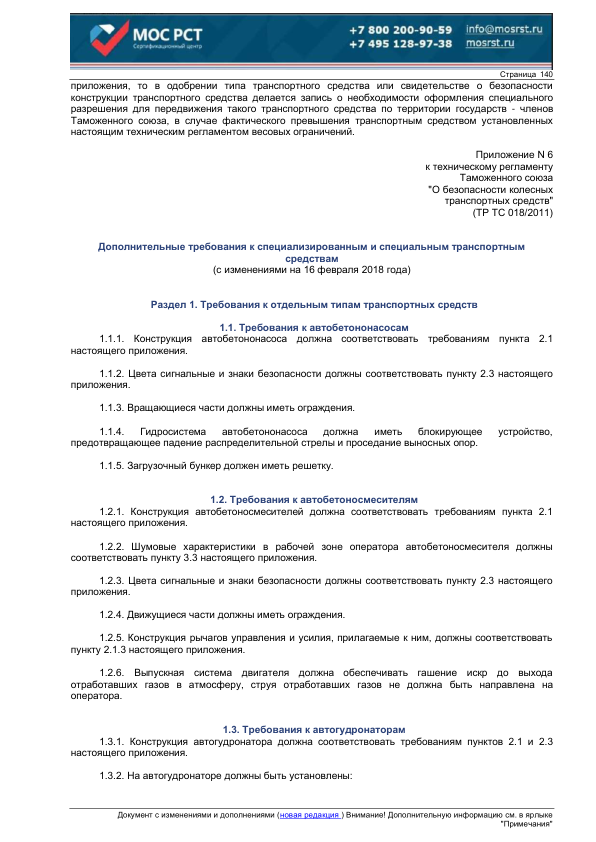 МОС РСТ
Сертификационный центр
+7 800 200-90-59 info@mosrst.ru
+7 495 128-97-38 mosrst.ru
Страница 140
приложения, то в одобрении типа транспортного средства или свидетельстве о безопасности
конструкции транспортного средства делается запись о необходимости оформления специального
разрешения для передвижения такого транспортного средства по территории государств - членов
Таможенного союза, в случае фактического превышения транспортным средством установленных
настоящим техническим регламентом весовых ограничений.
Приложение N 6
к техническому регламенту
Таможенного союза
"О безопасности колесных
транспортных средств"
(ТР ТС 018/2011)
Дополнительные требования к специализированным и специальным транспортным
средствам
(с изменениями на 16 февраля 2018 года)
Раздел 1. Требования к отдельным типам транспортных средств
1.1. Требования к автобетононасосам
1.1.1. Конструкция автобетононасоса должна соответствовать требованиям пункта 2.1
настоящего приложения.
1.1.2. Цвета сигнальные и знаки безопасности должны соответствовать пункту 2.3 настоящего
приложения.
1.1.3. Вращающиеся части должны иметь ограждения.
1.1.4. Гидросистема автобетононасоса должна иметь блокирующее устройство,
предотвращающее падение распределительной стрелы и проседание выносных опор.
1.1.5. Загрузочный бункер должен иметь решетку.
1.2. Требования к автобетоносмесителям
1.2.1. Конструкция автобетоносмесителей должна соответствовать требованиям пункта 2.1
настоящего приложения.
1.2.2. Шумовые характеристики в рабочей зоне оператора автобетоносмесителя должны
соответствовать пункту 3.3 настоящего приложения.
1.2.3. Цвета сигнальные и знаки безопасности должны соответствовать пункту 2.3 настоящего
приложения.
1.2.4. Движущиеся части должны иметь ограждения.
1.2.5. Конструкция рычагов управления и усилия, прилагаемые к ним, должны соответствовать
пункту 2.1.3 настоящего приложения.
1.2.6. Выпускная система двигателя должна обеспечивать гашение искр до выхода
отработавших газов в атмосферу, струя отработавших газов не должна быть направлена на
оператора.
1.3. Требования к автогудронаторам
1.3.1. Конструкция автогудронатора должна соответствовать требованиям пунктов 2.1 и 2.3
настоящего приложения.
1.3.2. На автогудронаторе должны быть установлены:
Документ с изменениями и дополнениями (новая редакция ) Внимание! Дополнительную информацию см. в ярлыке
"Примечания"